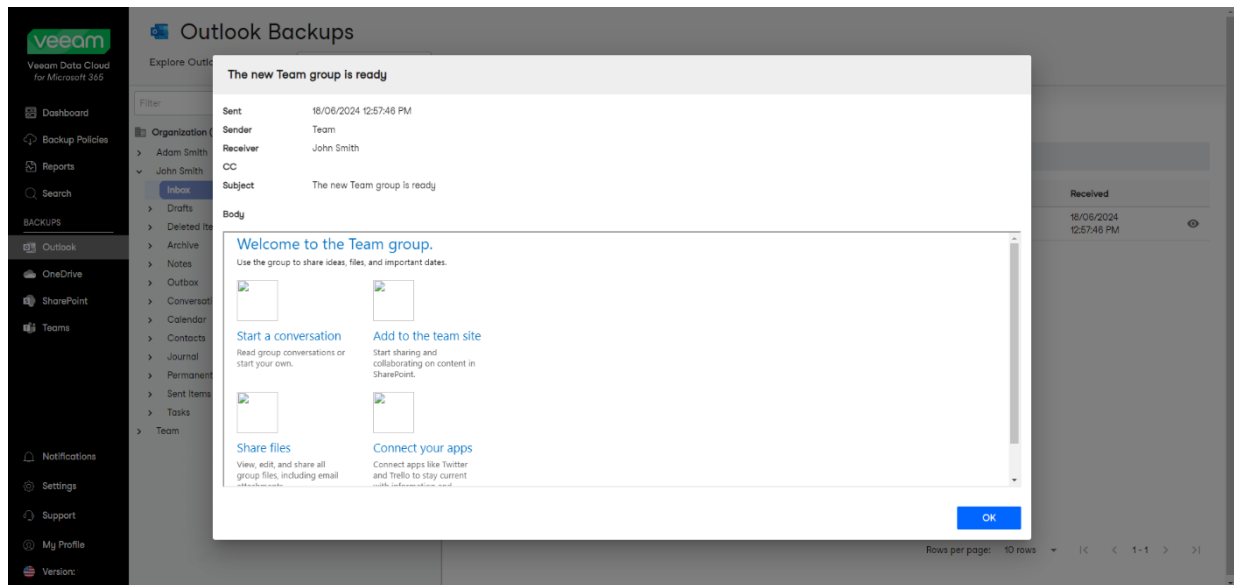 veeam
Veeam Data Cloud
for Microsoft 365
Dashboard
Backup Policies
Reports
Search
BACKUPS
Outlook
OneDrive
SharePoint
Teams
Notifications
Settings
Support
My Profile
Version:
Outlook Backups
Explore
Filter
Organization (
Adam Smith
John Smith
Inbox
Drafts
Deleted
Archive
Notes
Outbox
Calendar
Contacts
Journal
Permanent
Sent Items
Tasks
Team
The new Team group is ready
Sent 18/06/2024 12:57:46 PM
Sender Team
Receiver John Smith
CC
Subject The new Team group is ready
Body
Welcome to the Team group.
Use the group to share ideas, files, and important dates.
Start a conversation Add to the team site
Read group conversations or
start your own.
Start sharing and
collaborating on content in
SharePoint.
Share files Connect your apps
View, edit, and share all
group files, including email
Connect apps like Twitter
and Trello to stay current
OK
Received
18/06/2024
12:57:46 PM
Rows per page: 10 rows 1-1